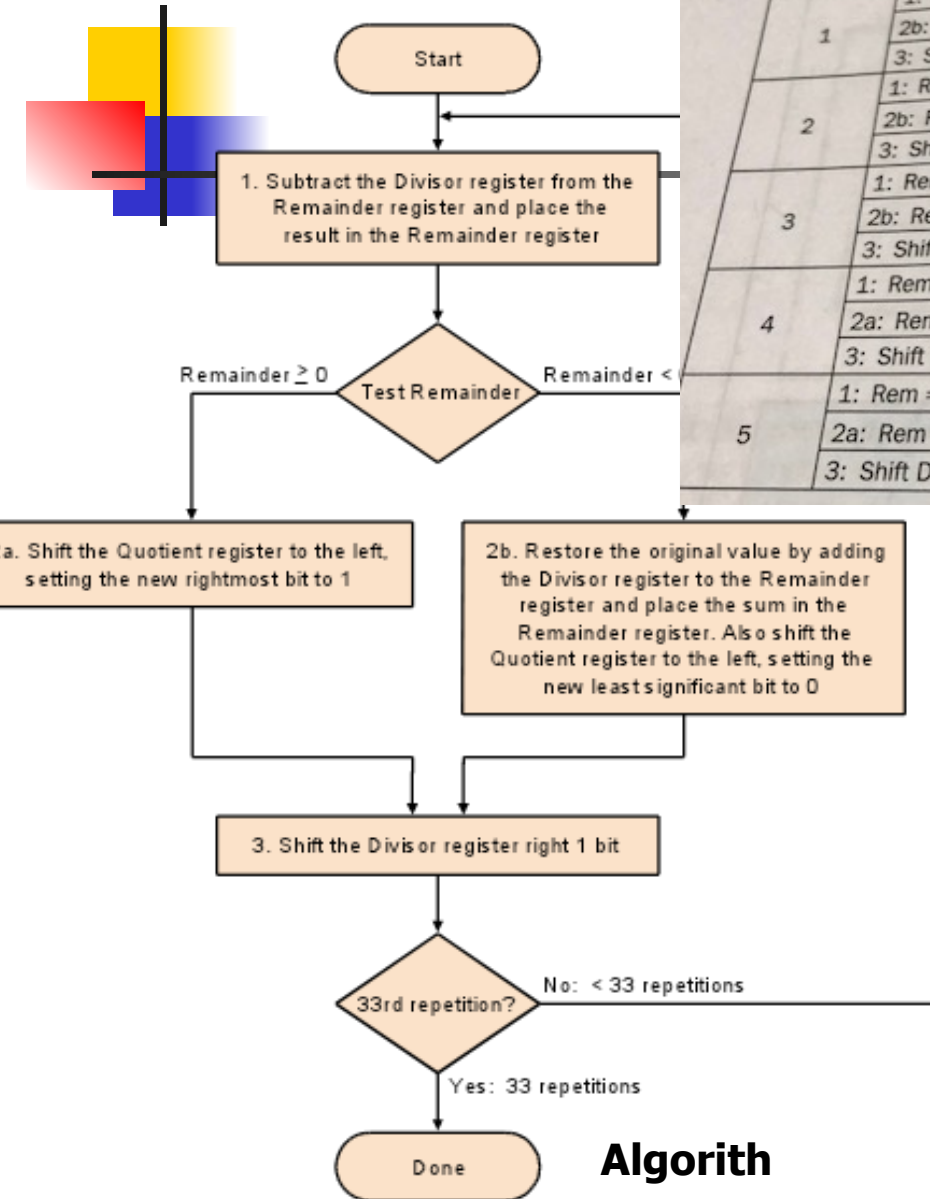 Start
1. Subtract the Divisor register from the
Remainder register and place the
result in the Remainder register
Test Remainder
Remainder ≥ 0
Remainder <
a. Shift the Quotient register to the left,
setting the new rightmost bit to 1
2b. Restore the original value by adding
the Divisor register to the Remainder
register and place the sum in the
Remainder register. Also shift the
Quotient register to the left, setting the
new least significant bit to 0
3. Shift the Divisor register right 1 bit
33rd repetition?
No: < 33 repetitions
Yes: 33 repetitions
Done
Algorith
1
2b:
3: S
2
1: R
2b: R
3: Sh
3
1: Re
2b: Re
3: Shif
4
1: Rem
2a: Rem
3: Shift
5
1: Rem =
2a: Rem
3: Shift D